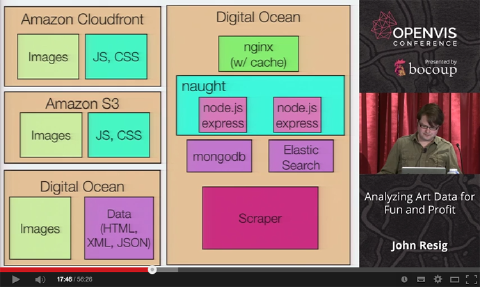 Amazon Cloudfront
Images
JS, CSS
Amazon S3
Images
JS, CSS
Digital Ocean
Images
Data
(HTML,
XML, JSON)
Digital Ocean
nginx
(w/ cache)
naught
node.js
express
node.js
express
mongodb
Elastic
Search
Scraper
OPENVIS
CONFERENCE
Presented by
bocoup
Analyzing Art Data for
Fun and Profit
John Resig
17:46 / 56:26